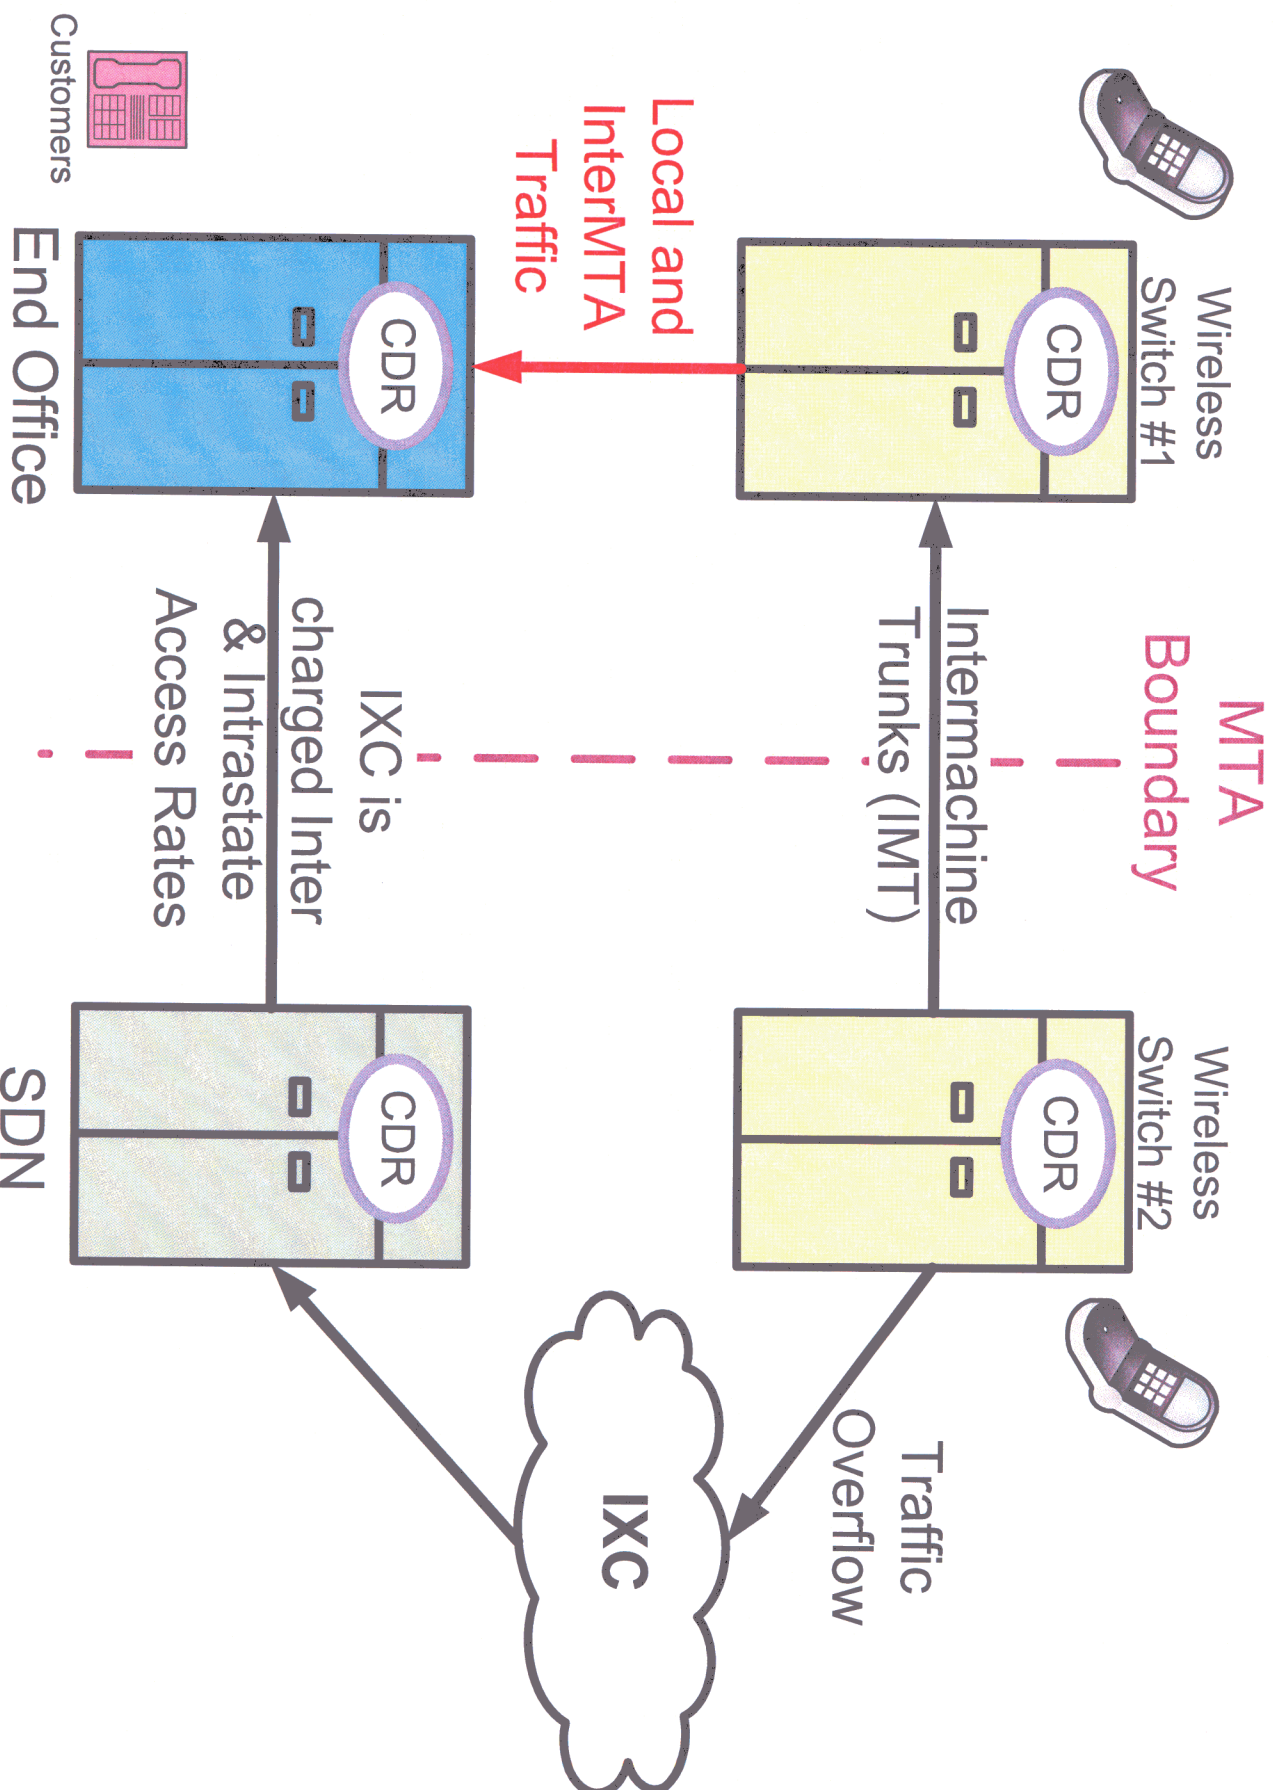 MTA
Boundary
Wireless
Switch #1
CDR
Intermachine
Trunks (IMT)
Wireless
Switch #2
CDR
Traffic
Overflow
Local and
InterMTA
Traffic
IXC
IXC is
charged Inter
& Intrastate
Access Rates
CDR
CDR
Customers
End Office
SDN